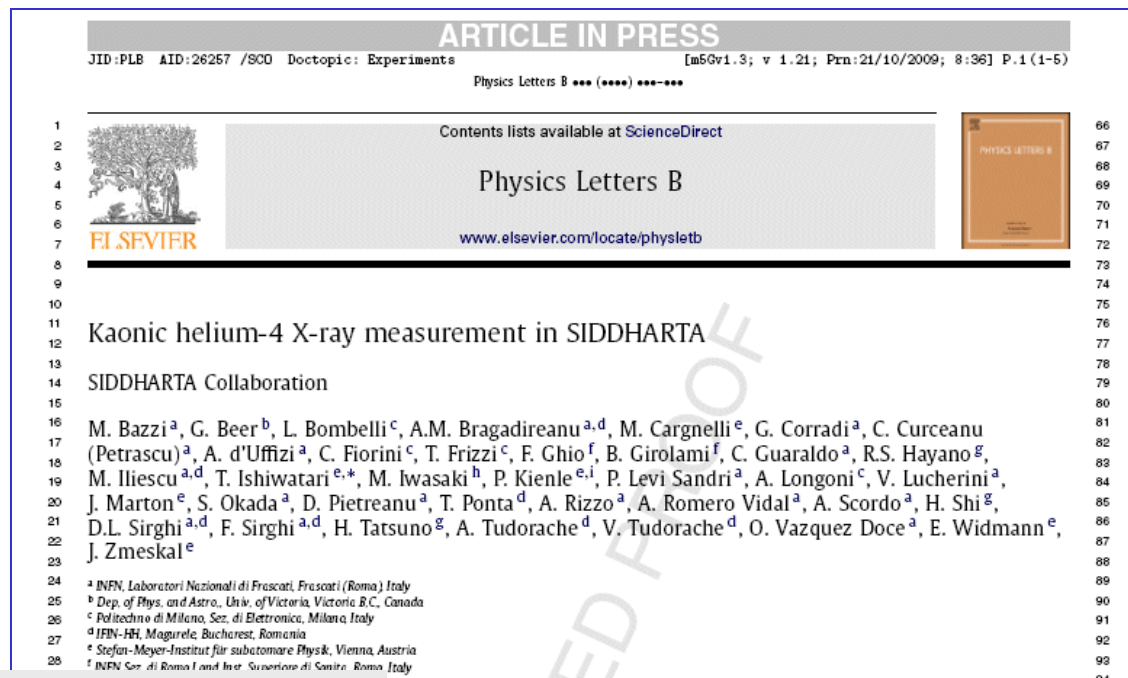 ARTICLE IN PRESS
JID:PLB AID:26257 /SCO Doctopic: Experiments [m5Gv1.3; v 1.21; Prn:21/10/2009; 8:36] P.1 (1-5)
Physics Letters B ••• (••••) •••–•••
Contents lists available at ScienceDirect
Physics Letters B
www.elsevier.com/locate/physletb
ELSEVIER
PHYSICS LETTERS B
1 66
2 67
3 68
4 69
5 70
6 71
7 72
8 73
9 74
10 75
11 76
12 77
13 78
14 79
15 80
16 81
17 82
18 83
19 84
20 85
21 86
22 87
23 88
24 89
25 90
26 91
27 92
28 93
Kaonic helium-4 X-ray measurement in SIDDHARTA
SIDDHARTA Collaboration
M. Bazzi a, G. Beer b, L. Bombelli c, A.M. Bragadireanu a,d, M. Cargnelli e, G. Corradi a, C. Curceanu
(Petrascu) a, A. d'Uffizi a, C. Fiorini c, T. Frizzi c, F. Ghio f, B. Girolami f, C. Guaraldo a, R.S. Hayano g,
M. Iliescu a,d, T. Ishiwatari e,*, M. Iwasaki h, P. Kienle e,i, P. Levi Sandri a, A. Longoni c, V. Lucherini a,
J. Marton e, S. Okada a, D. Pietreanu a, T. Ponta d, A. Rizzo a, A. Romero Vidal a, A. Scordo a, H. Shi g,
D.L. Sirghi a,d, F. Sirghi a,d, H. Tatsuno g, A. Tudorache d, V. Tudorache d, O. Vazquez Doce a, E. Widmann e,
J. Zmeskal e
a INFN, Laboratori Nazionali di Frascati, Frascati (Roma), Italy
b Dep. of Phys. and Astro., Univ. of Victoria, Victoria B.C., Canada
c Politechno di Milano, Sez. di Elettronica, Milano, Italy
d IFIN-HH, Magurele, Bucharest, Romania
e Stefan-Meyer-Institut für subatomare Physik, Vienna, Austria
f INFN Sez. di Roma I and Inst. Superiore di Sanita, Roma, Italy
ED PROOF